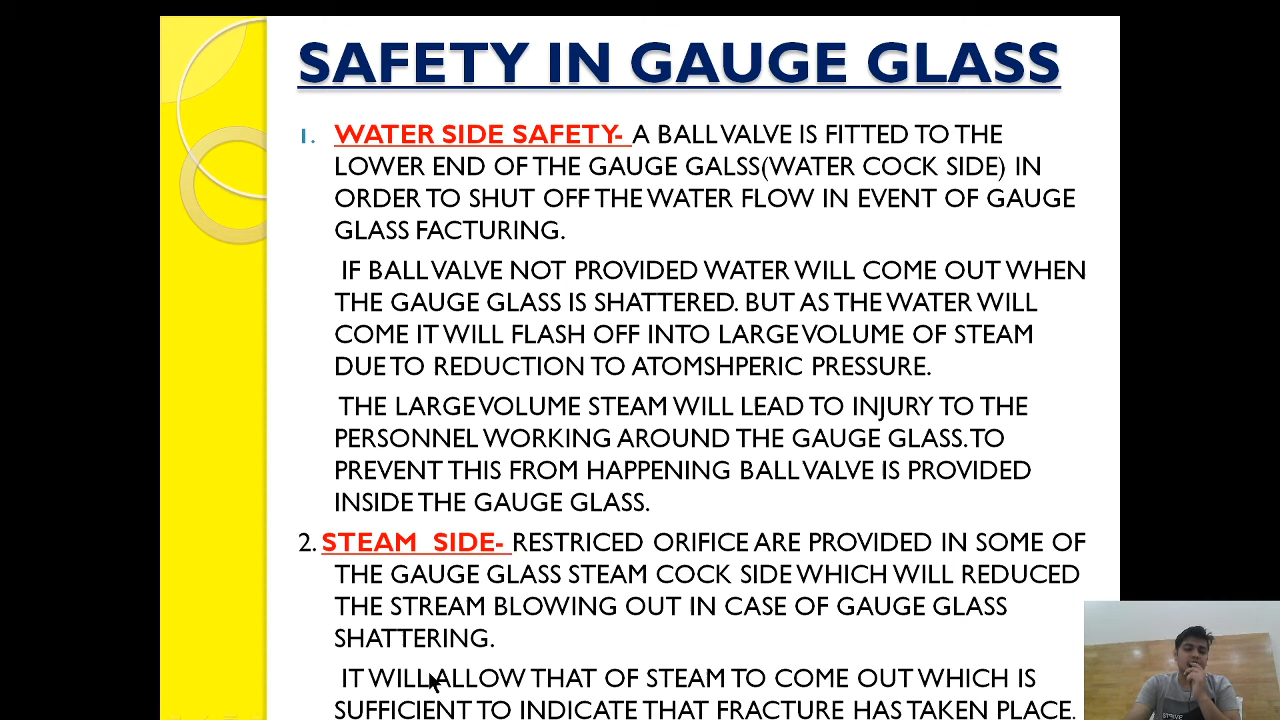 SAFETY IN GAUGE GLASS
1. WATER SIDE SAFETY- A BALL VALVE IS FITTED TO THE
LOWER END OF THE GAUGE GALSS(WATER COCK SIDE) IN
ORDER TO SHUT OFF THE WATER FLOW IN EVENT OF GAUGE
GLASS FACTURING.
IF BALL VALVE NOT PROVIDED WATER WILL COME OUT WHEN
THE GAUGE GLASS IS SHATTERED. BUT AS THE WATER WILL
COME IT WILL FLASH OFF INTO LARGE VOLUME OF STEAM
DUE TO REDUCTION TO ATOMSHPERIC PRESSURE.
THE LARGE VOLUME STEAM WILL LEAD TO INJURY TO THE
PERSONNEL WORKING AROUND THE GAUGE GLASS. TO
PREVENT THIS FROM HAPPENING BALL VALVE IS PROVIDED
INSIDE THE GAUGE GLASS.
2. STEAM SIDE- RESTRICED ORIFICE ARE PROVIDED IN SOME OF
THE GAUGE GLASS STEAM COCK SIDE WHICH WILL REDUCED
THE STREAM BLOWING OUT IN CASE OF GAUGE GLASS
SHATTERING.
IT WILL ALLOW THAT OF STEAM TO COME OUT WHICH IS
SUFFICIENT TO INDICATE THAT FRACTURE HAS TAKEN PLACE.